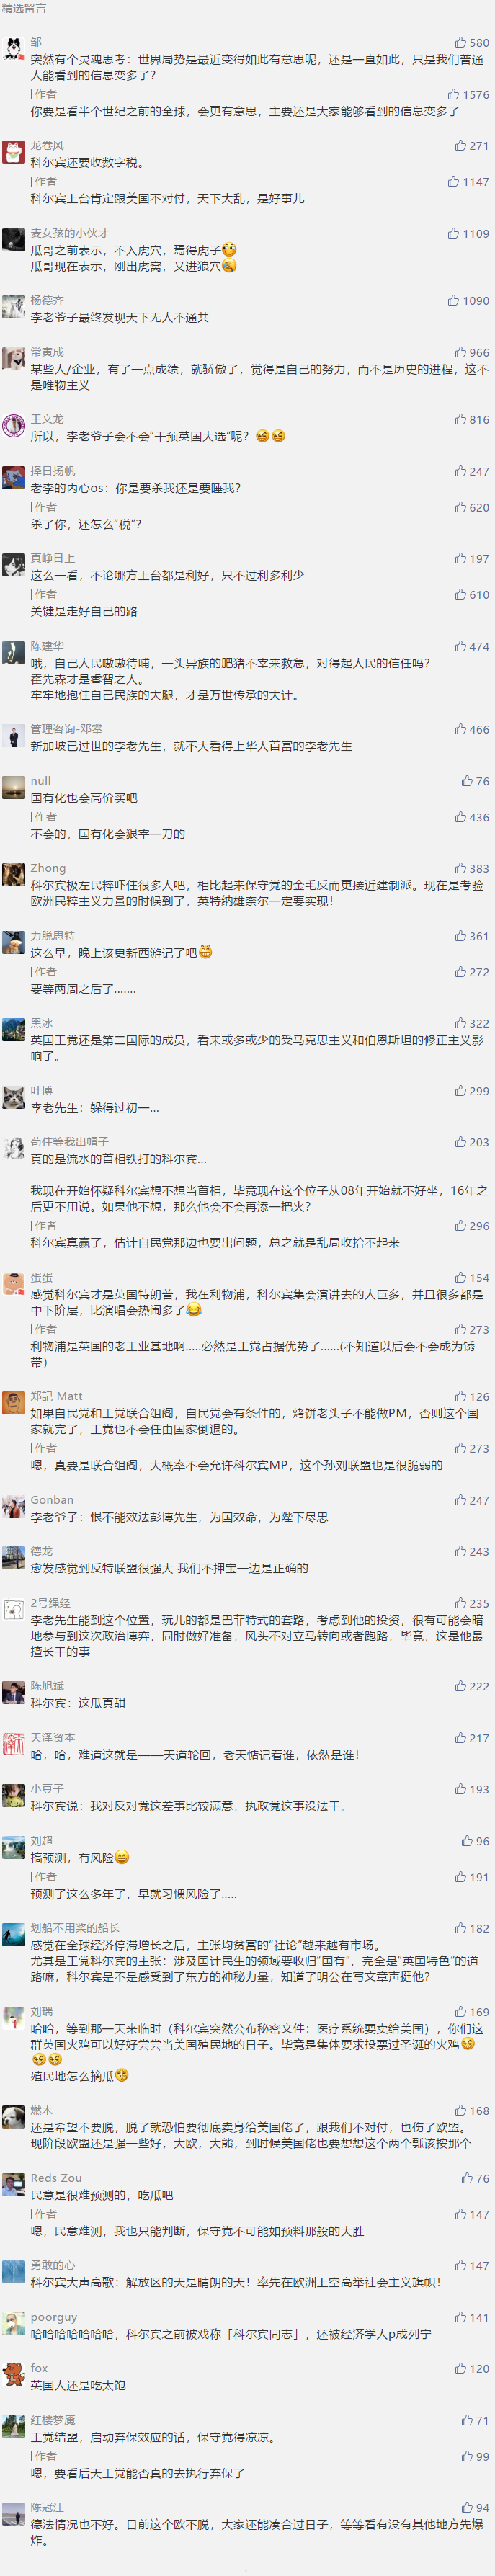 精选留言
邹
580
突然有个灵魂思考：世界局势是最近变得如此有意思呢，还是一直如此，只是我们普通
人能看到的信息变多了？
作者
1576
你要是看半个世纪之前的全球，会更有意思，主要还是大家能够看到的信息变多了
龙卷风
271
科尔宾还要收数字税。
作者
1147
科尔宾上台肯定跟美国不对付，天下大乱，是好事儿
麦女孩的小伙才
1109
瓜哥之前表示，不入虎穴，焉得虎子
瓜哥现在表示，刚出虎窝，又进狼穴
杨德齐
1090
李老爷子最终发现天下无人不通共
常寅成
966
某些人/企业，有了一点成绩，就骄傲了，觉得是自己的努力，而不是历史的进程，这不
是唯物主义
王文龙
816
所以，李老爷子会不会“干预英国大选”呢？
择日扬帆
247
老李的内心os：你是要杀我还是要睡我？
作者
620
杀了你，还怎么“税”？
真峥日上
197
这么一看，不论哪方上台都是利好，只不过利多利少
作者
610
关键是走好自己的路
陈建华
474
哦，自己人民嗷嗷待哺，一头异族的肥猪不宰来救急，对得起人民的信任吗？
霍先森才是睿智之人。
牢牢地抱住自己民族的大腿，才是万世传承的大计。
管理咨询-邓攀
466
新加坡已过世的李老先生，就不大看得上华人首富的李老先生
null
76
国有化也会高价买吧
作者
436
不会的，国有化会狠宰一刀的
Zhong
383
科尔宾极左民粹吓住很多人吧，相比起来保守党的金毛反而更接近建制派。现在是考验
欧洲民粹主义力量的时候到了，英特纳雄奈尔一定要实现！
力脱思特
361
这么早，晚上该更新西游记了吧
作者
272
要等两周之后了.......
黑冰
322
英国工党还是第二国际的成员，看来或多或少的受马克思主义和伯恩斯坦的修正主义影
响了。
叶博
299
李老先生：躲得过初一...
苟住等我出帽子
203
真的是流水的首相铁打的科尔宾...
我现在开始怀疑科尔宾想不想当首相，毕竟现在这个位子从08年开始就不好坐，16年之
后更不用说。如果他不想，那么他会不会再添一把火？
作者
296
科尔宾真赢了，估计自民党那边也要出问题，总之就是乱局收拾不起来
蛋蛋
154
感觉科尔宾才是英国特朗普，我在利物浦，科尔宾集会演讲去的人巨多，并且很多都是
中下阶层，比演唱会热闹多了
作者
273
利物浦是英国的老工业基地啊.....必然是工党占据优势了......(不知道以后会不会成为锈
带）
郑記 Matt
126
如果自民党和工党联合组阁，自民党会有条件的，烤饼老头子不能做PM，否则这个国
家就完了，工党也不会任由国家倒退的。
作者
273
嗯，真要是联合组阁，大概率不会允许科尔宾MP，这个孙刘联盟也是很脆弱的
Gonban
247
李老爷子：恨不能效法彭博先生，为国效命，为陛下尽忠
德龙
243
愈发感觉到反特联盟很强大 我们不押宝一边是正确的
2号绳经
235
李老先生能到这个位置，玩儿的都是巴菲特式的套路，考虑到他的投资，很有可能会暗
地参与到这次政治博弈，同时做好准备，风头不对立马转向或者跑路，毕竟，这是他最
擅长干的事
陈旭斌
222
科尔宾：这瓜真甜
天泽资本
217
哈，哈，难道这就是——天道轮回，老天惦记着谁，依然是谁！
小豆子
193
科尔宾说：我对反对党这差事比较满意，执政党这事没法干。
刘超
96
搞预测，有风险
作者
191
预测了这么多年了，早就习惯风险了.....
划船不用桨的船长
182
感觉在全球经济停滞增长之后，主张均贫富的“社论”越来越有市场。
尤其是工党科尔宾的主张：涉及国计民生的领域要收归“国有”，完全是“英国特色”的道
路嘛，科尔宾是不是感受到了东方的神秘力量，知道了明公在写文章声挺他？
刘瑞
169
哈哈，等到那一天来临时（科尔宾突然公布秘密文件：医疗系统要卖给美国），你们这
群英国火鸡可以好好尝尝当美国殖民地的日子。毕竟是集体要求投票过圣诞的火鸡
殖民地怎么摘瓜
燃木
168
还是希望不要脱，脱了就恐怕要彻底卖身给美国佬了，跟我们不对付，也伤了欧盟。
现阶段欧盟还是强一些好，大欧，大熊，到时候美国佬也要想想这个两个瓢该按那个
Reds Zou
76
民意是很难预测的，吃瓜吧
作者
147
嗯，民意难测，我也只能判断，保守党不可能如预料那般的大胜
勇敢的心
147
科尔宾大声高歌：解放区的天是晴朗的天！率先在欧洲上空高举社会主义旗帜！
poorguy
141
哈哈哈哈哈哈哈，科尔宾之前被戏称「科尔宾同志」，还被经济学人p成列宁
fox
120
英国人还是吃太饱
红楼梦魇
71
工党结盟，启动弃保效应的话，保守党得凉凉。
作者
99
嗯，要看后天工党能否真的去执行弃保了
陈冠江
94
德法情况也不好。目前这个欧不脱，大家还能凑合过日子，等等看有没有其他地方先爆
炸。